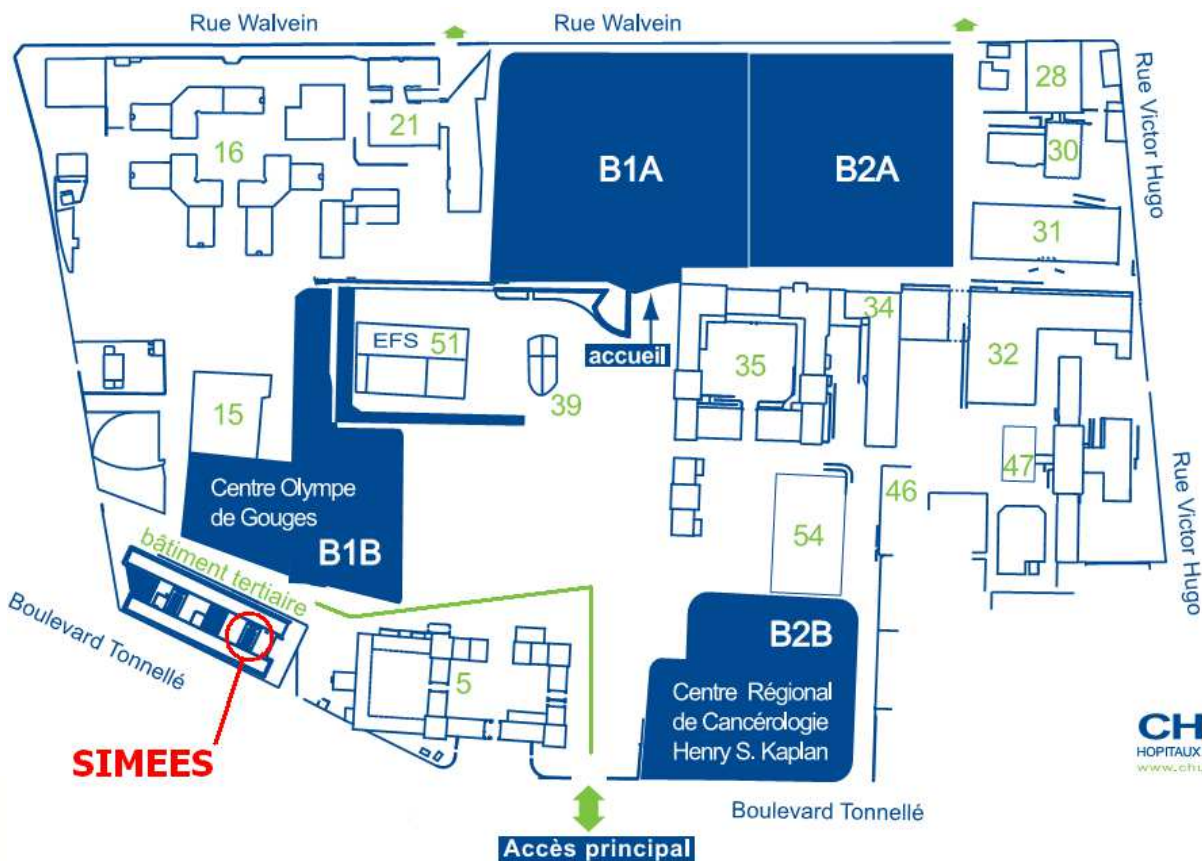 Rue Walvein
Rue Walvein
Rue Victor Hugo
28
21
16
B1A
B2A
30
31
34
EFS 51
accueil
35
32
39
15
47
46
Rue Victor Hugo
Centre Olympe
de Gouges
B1B
54
bâtiment tertiaire
Boulevard Tonnellé
B2B
5
Centre Régional
de Cancérologie
Henry S. Kaplan
SIMEES
CH
HOPITAUX
www.chu
Boulevard Tonnellé
Accès principal